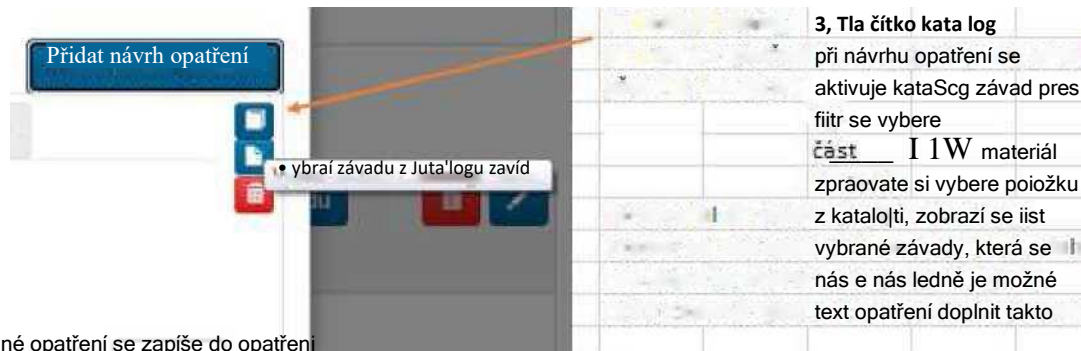 Přidat návrh opatření
• ybraí závadu z Juta'logu zavíd
3, Tla čítko kata log
při návrhu opatření se
aktivuje kataScg závad pres
fiitr se vybere
část I 1W materiál
zpraovate si vybere poiožku
z katalo|ti, zobrazí se iist
vybrané závady, která se
nás e nás ledně je možné
text opatření doplnit takto
né opatření se zapíše do opatření